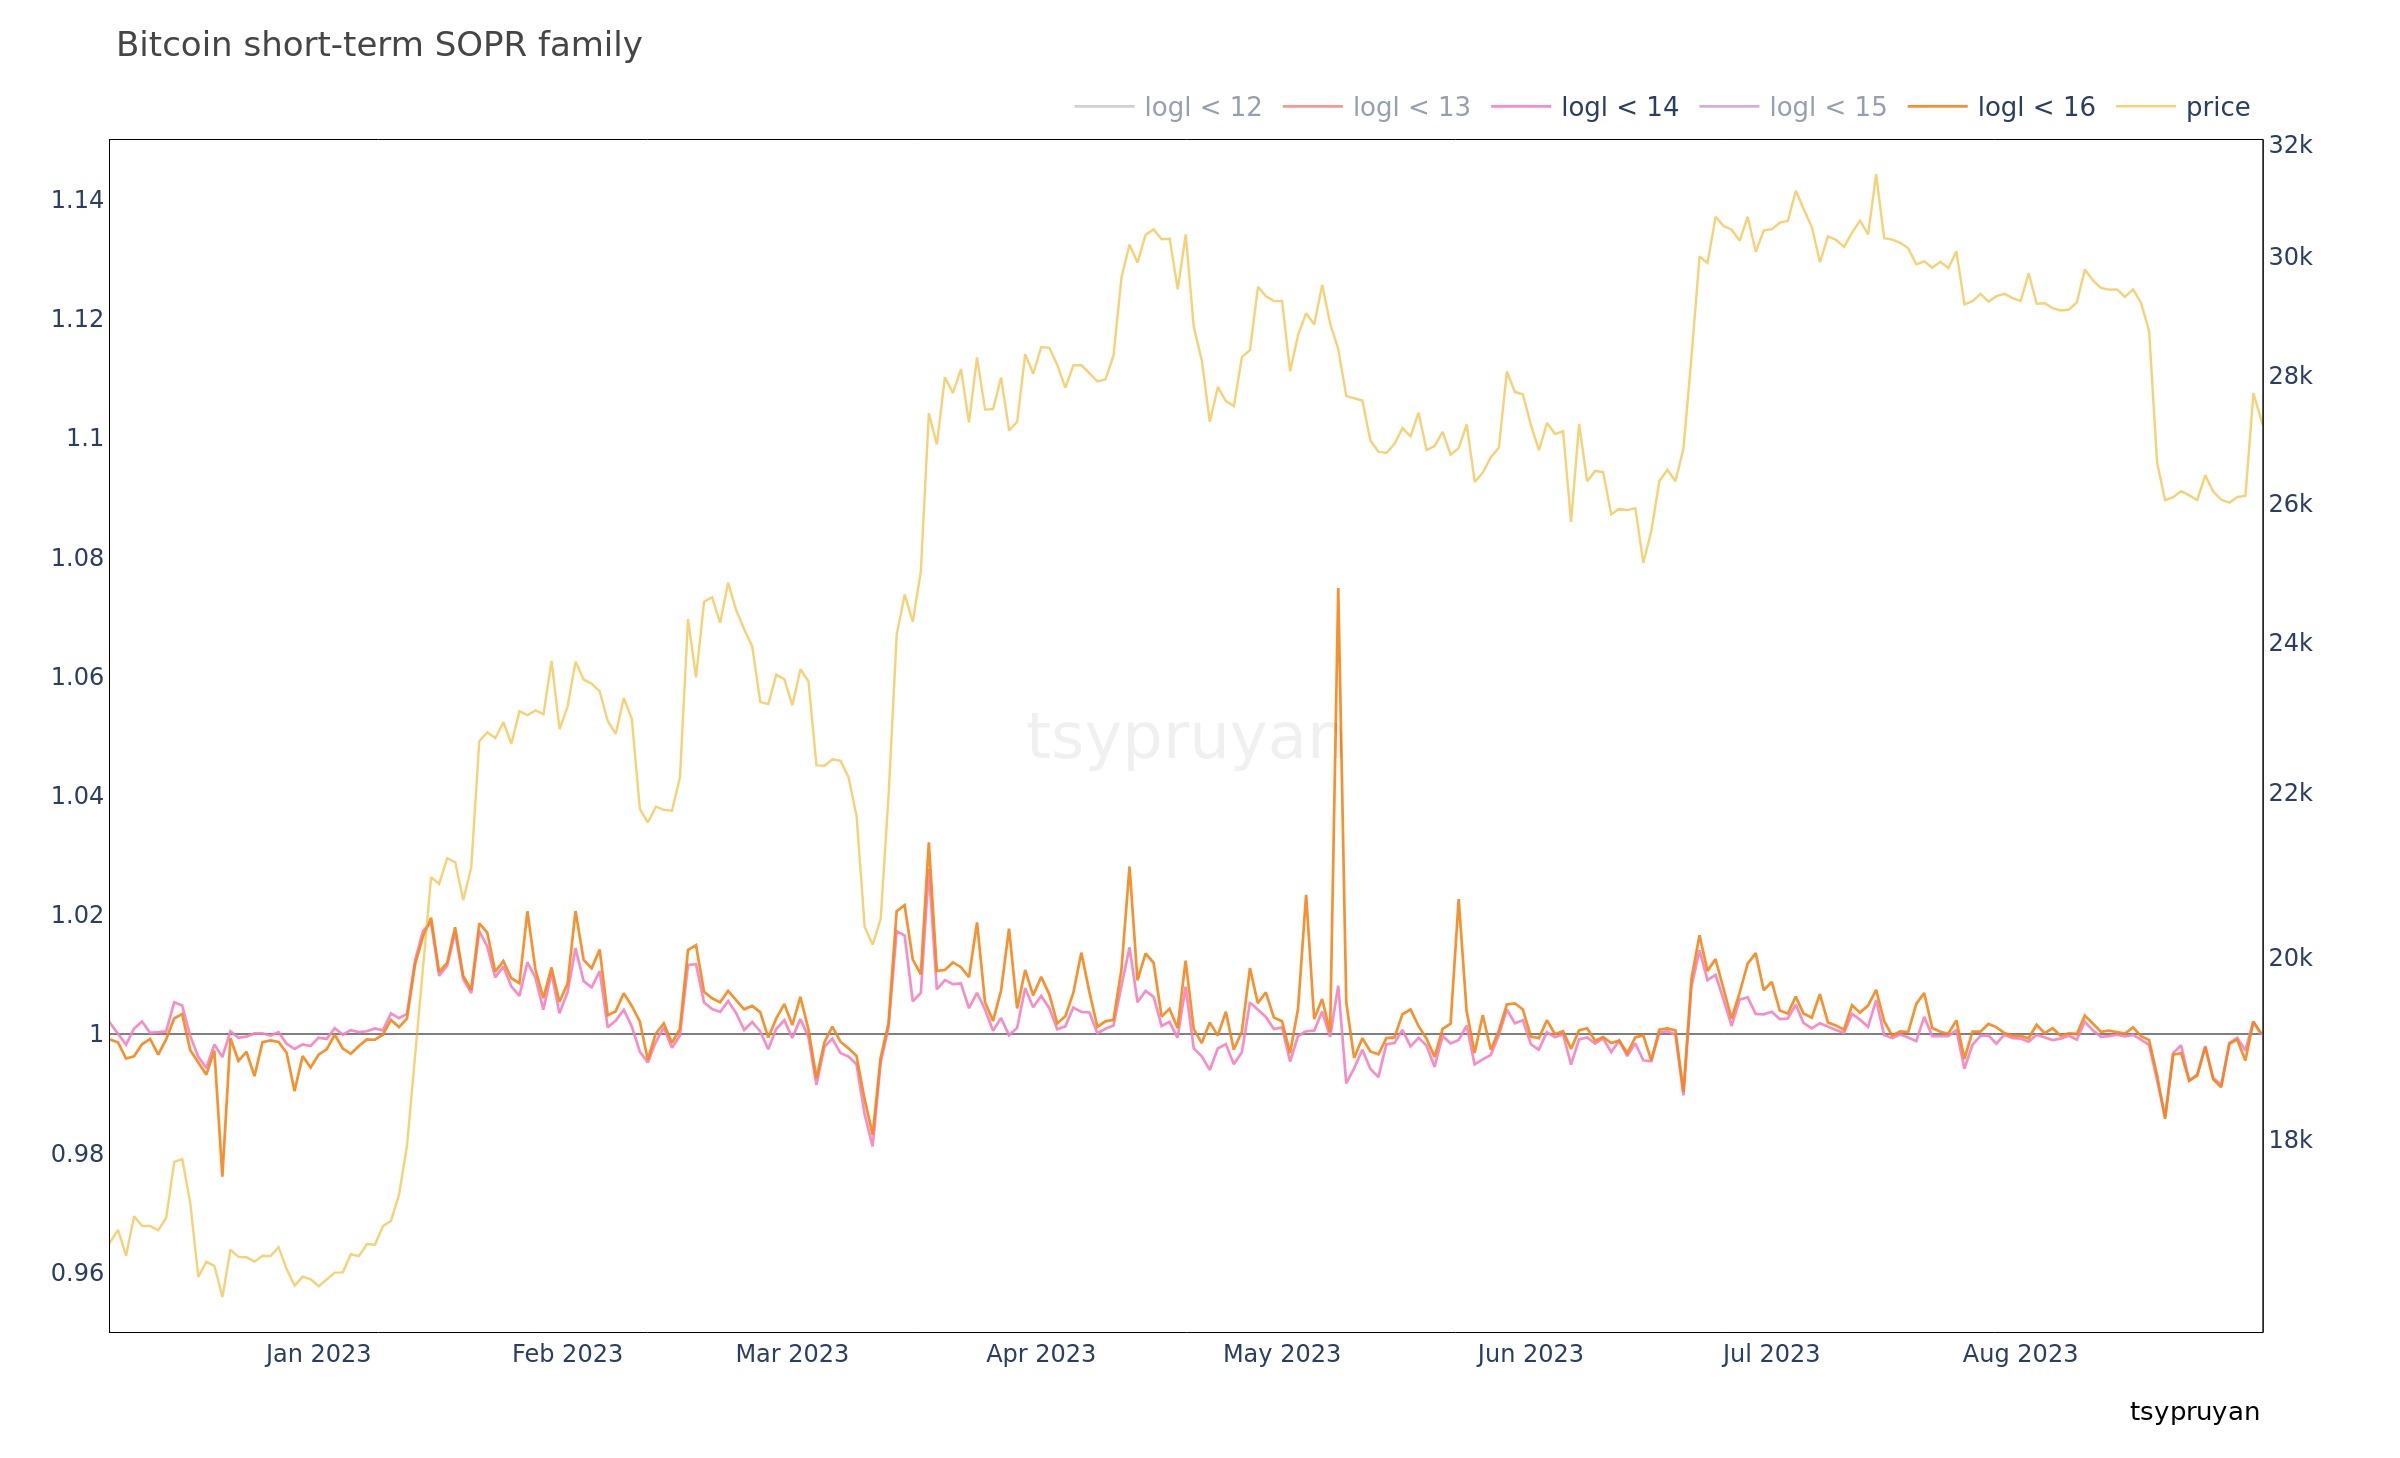 Bitcoin short-term SOPR family
logl < 12 logl < 13 logl < 14 logl < 15 logl < 16 price
1.14
1.12
1.1
1.08
1.06
1.04
1.02
1
0.98
0.96
32k
30k
28k
26k
24k
22k
20k
18k
tsypruyan
Jan 2023 Feb 2023 Mar 2023 Apr 2023 May 2023 Jun 2023 Jul 2023 Aug 2023
tsypruyan